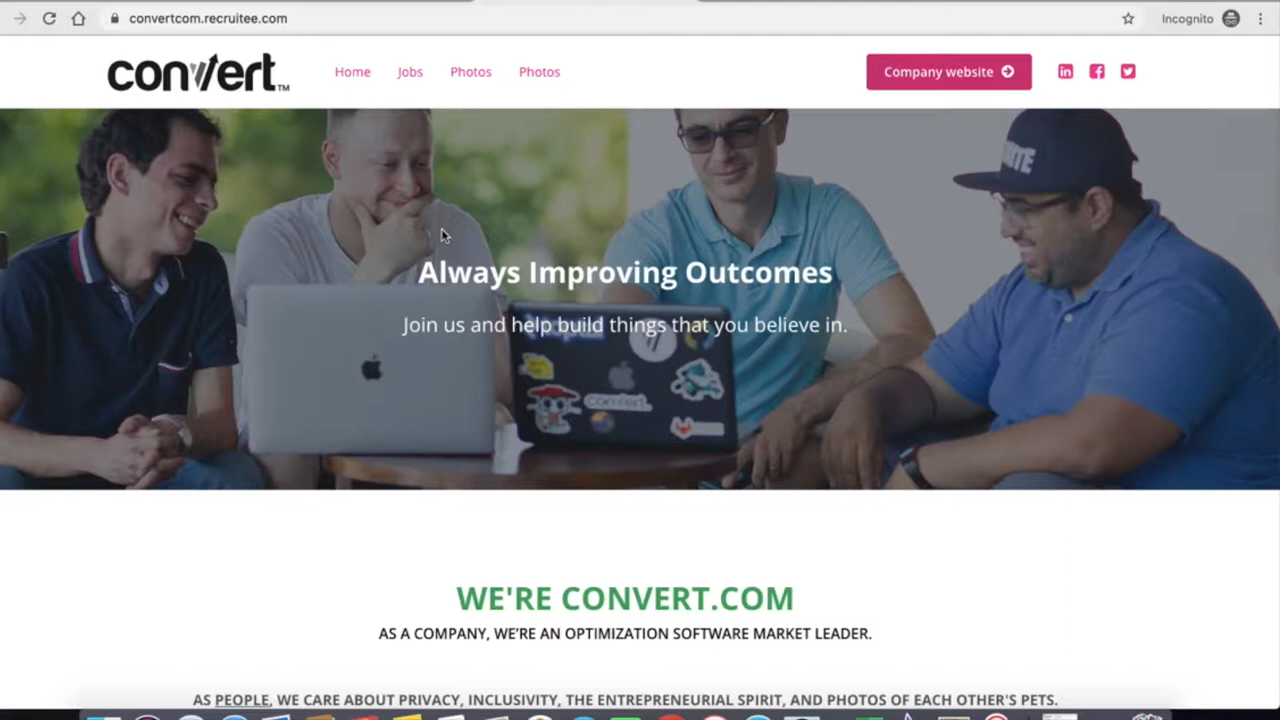 convertcom.recruitee.com
Incognito
convert™
Home
Jobs
Photos
Photos
Company website
Always Improving Outcomes
Join us and help build things that you believe in.
convert.
WE'RE CONVERT.COM
AS A COMPANY, WE'RE AN OPTIMIZATION SOFTWARE MARKET LEADER.
AS PEOPLE, WE CARE ABOUT PRIVACY, INCLUSIVITY, THE ENTREPRENEURIAL SPIRIT, AND PHOTOS OF EACH OTHER'S PETS.